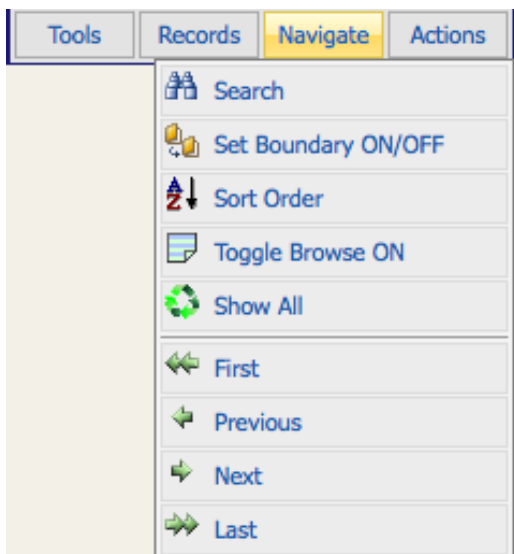 Tools Records Navigate Actions
Search
Set Boundary ON/OFF
Sort Order
Toggle Browse ON
Show All
First
Previous
Next
Last